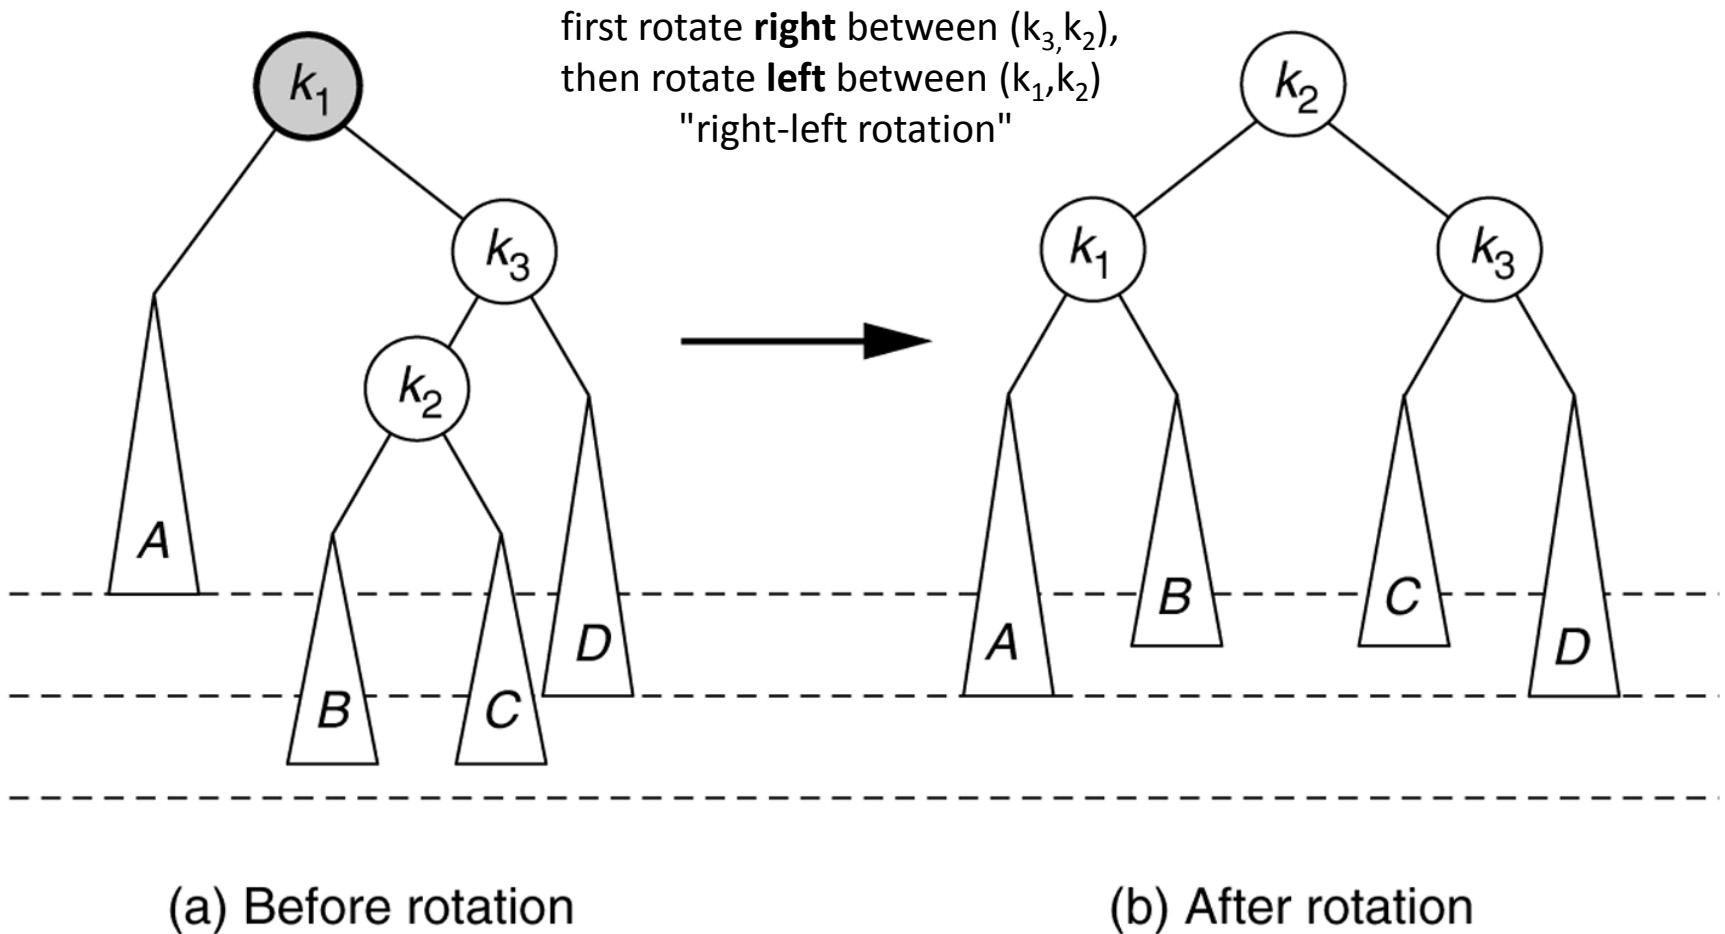 first rotate right between (k3,k2),
then rotate left between (k1,k2)
"right-left rotation"
k1
k3
k2
A
B
C
D
k2
k1
k3
A
B
C
D
(a) Before rotation
(b) After rotation